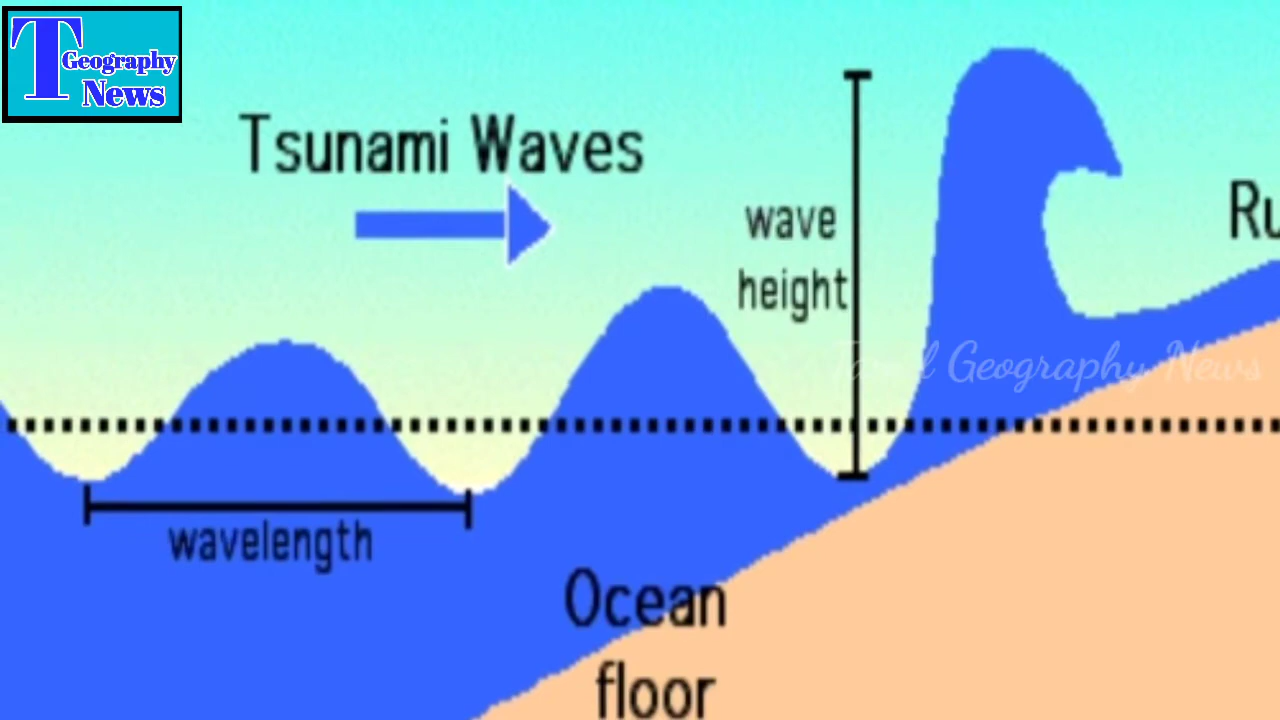 T
Geography
News
Tsunami Waves
wave
height
Tamil Geography News
wavelength
Ocean
floor